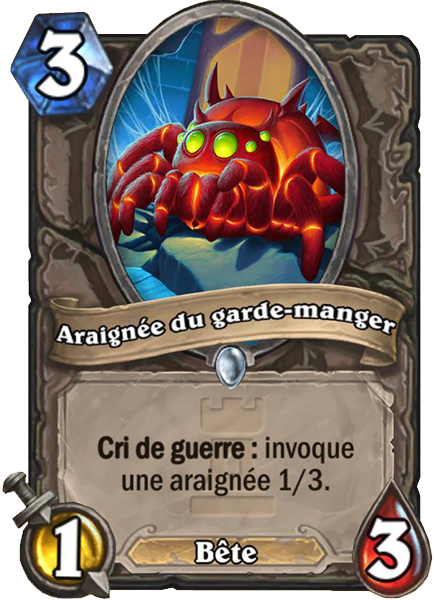 3
Araignée du garde-manger
Cri de guerre : invoque
une araignée 1/3.
1
Bête
3